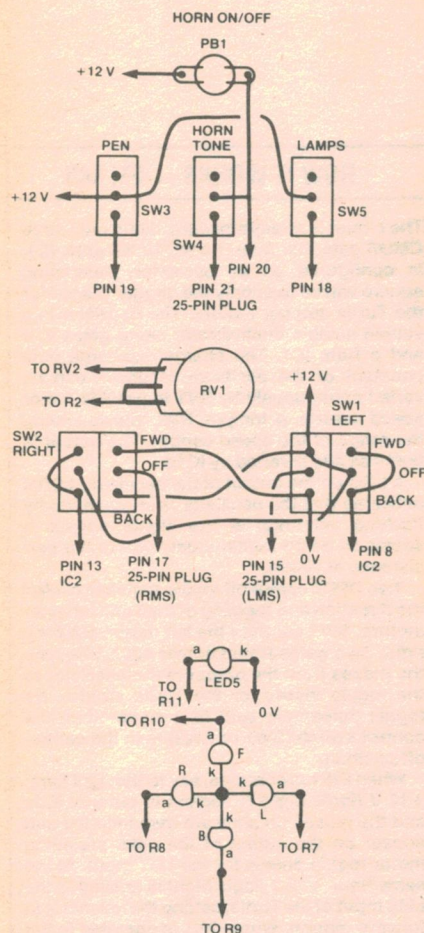 HORN ON/OFF
PB1
+12 V
PEN
HORN
TONE
LAMPS
+12 V
SW3
SW4
SW5
PIN 19
PIN 21
25-PIN PLUG
PIN 20
PIN 18
TO RV2
TO R2
RV1
+12 V
SW1
LEFT
SW2
RIGHT
FWD
OFF
BACK
FWD
OFF
BACK
PIN 13
IC2
PIN 17
25-PIN PLUG
(RMS)
PIN 15
25-PIN PLUG
(LMS)
0 V
PIN 8
IC2
a
k
LED5
TO
R11
0 V
TO R10
a
F
k
R
a
k
k
L
a
B
k
a
TO R8
TO R7
TO R9